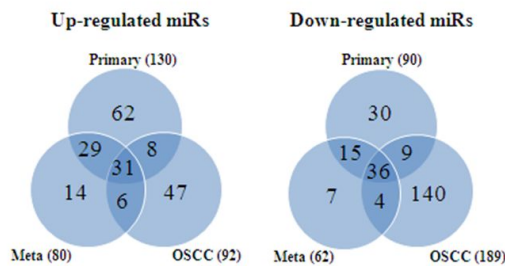 Up-regulated miRs
Primary (130)
62
29
8
31
14
6
47
Meta (80)
OSCC (92)
Down-regulated miRs
Primary (90)
30
15
9
36
7
4
140
Meta (62)
OSCC (189)